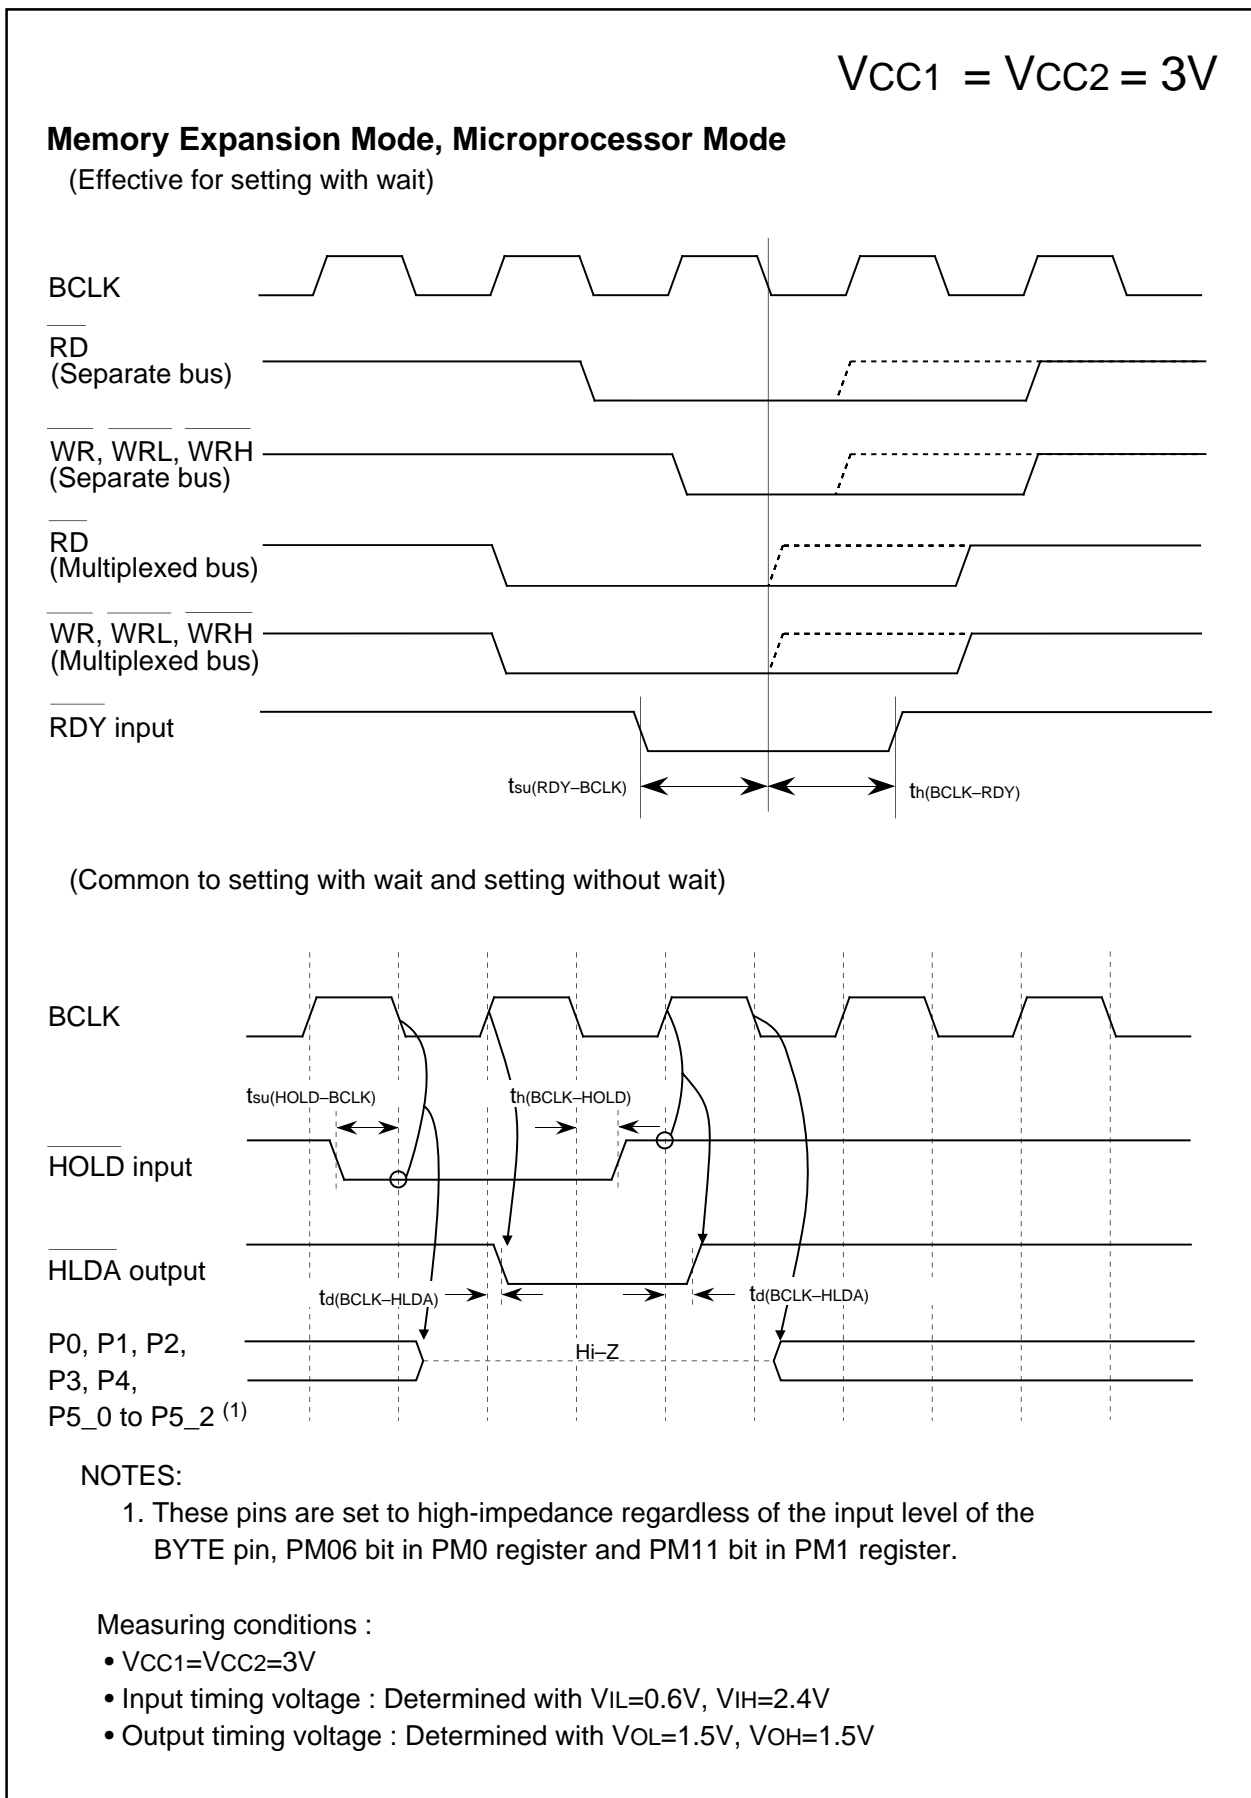 VCC1 = VCC2 = 3V
Memory Expansion Mode, Microprocessor Mode
(Effective for setting with wait)
BCLK
RD
(Separate bus)
WR, WRL, WRH
(Separate bus)
RD
(Multiplexed bus)
WR, WRL, WRH
(Multiplexed bus)
RDY input
tsu(RDY–BCLK)
th(BCLK–RDY)
(Common to setting with wait and setting without wait)
BCLK
tsu(HOLD–BCLK)
th(BCLK–HOLD)
HOLD input
HLDA output
td(BCLK–HLDA)
td(BCLK–HLDA)
P0, P1, P2,
P3, P4,
P5_0 to P5_2 (1)
Hi–Z
NOTES:
1. These pins are set to high-impedance regardless of the input level of the
BYTE pin, PM06 bit in PM0 register and PM11 bit in PM1 register.
Measuring conditions :
• VCC1=VCC2=3V
• Input timing voltage : Determined with VIL=0.6V, VIH=2.4V
• Output timing voltage : Determined with VOL=1.5V, VOH=1.5V